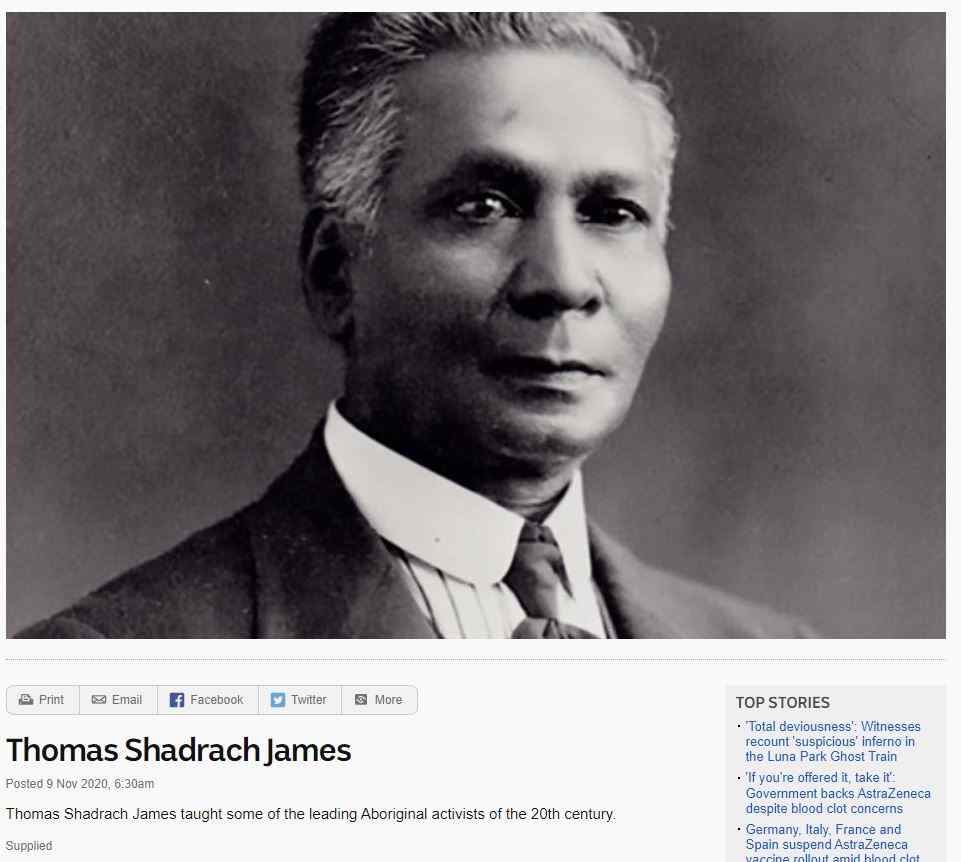 Print
Email
Facebook
Twitter
More
Thomas Shadrach James
Posted 9 Nov 2020, 6:30am
Thomas Shadrach James taught some of the leading Aboriginal activists of the 20th century.
Supplied
TOP STORIES
'Total deviousness': Witnesses
recount 'suspicious' inferno in
the Luna Park Ghost Train
'If you're offered it, take it':
Government backs AstraZeneca
despite blood clot concerns
Germany, Italy, France and
Spain suspend AstraZeneca
vaccine rollout amid blood clot